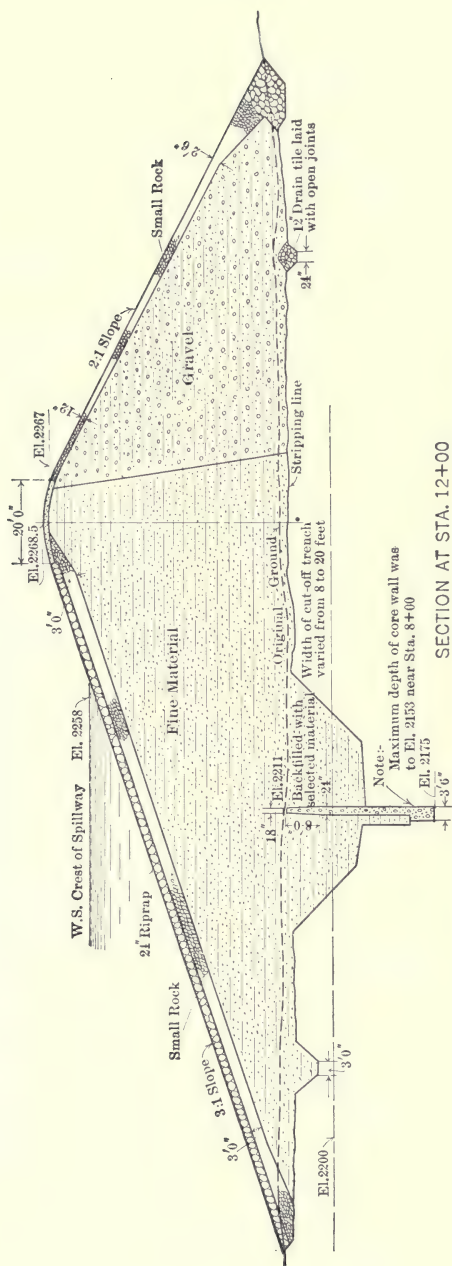 W.S. Crest of Spillway
El. 2258
3'0"
El.2268.5
20'0"
El.2267
12"
2:1 Slope
Small Rock
2'6"
21" Riprap
Small Rock
3:1 Slope
3'0"
Fine Material
Gravel
Original Ground
Stripping line
24"
12" Drain tile laid
with open joints
El.2211
18"
Backfilled with
selected material
24"
Width of cut-off trench
varied from 8 to 20 feet
3'0"
El.2200
Note:-
Maximum depth of core wall was
to El. 2153 near Sta. 8+00
El. 2175
3'6"
SECTION AT STA. 12+00